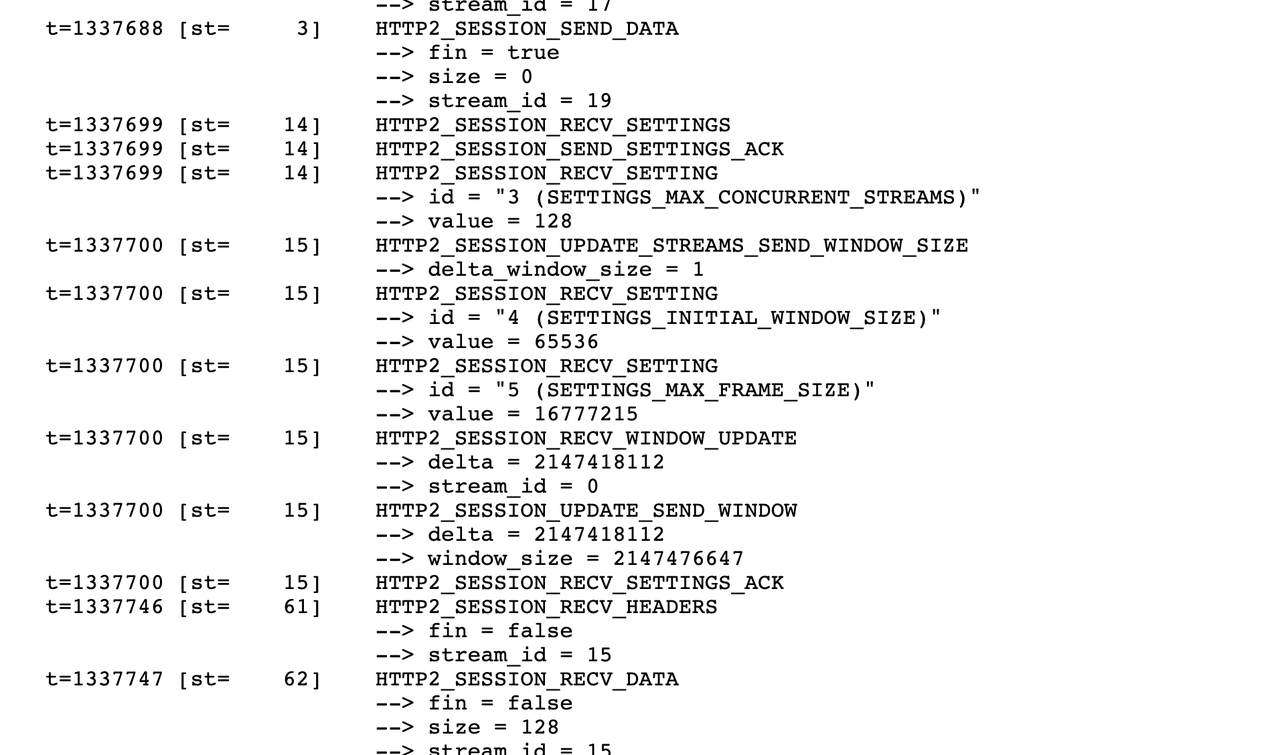 --> stream_id = 17
t=1337688 [st=    3]    HTTP2_SESSION_SEND_DATA
--> fin = true
--> size = 0
--> stream_id = 19
t=1337699 [st=   14]    HTTP2_SESSION_RECV_SETTINGS
t=1337699 [st=   14]    HTTP2_SESSION_SEND_SETTINGS_ACK
t=1337699 [st=   14]    HTTP2_SESSION_RECV_SETTING
--> id = "3 (SETTINGS_MAX_CONCURRENT_STREAMS)"
--> value = 128
t=1337700 [st=   15]    HTTP2_SESSION_UPDATE_STREAMS_SEND_WINDOW_SIZE
--> delta_window_size = 1
t=1337700 [st=   15]    HTTP2_SESSION_RECV_SETTING
--> id = "4 (SETTINGS_INITIAL_WINDOW_SIZE)"
--> value = 65536
t=1337700 [st=   15]    HTTP2_SESSION_RECV_SETTING
--> id = "5 (SETTINGS_MAX_FRAME_SIZE)"
--> value = 16777215
t=1337700 [st=   15]    HTTP2_SESSION_RECV_WINDOW_UPDATE
--> delta = 2147418112
--> stream_id = 0
t=1337700 [st=   15]    HTTP2_SESSION_UPDATE_SEND_WINDOW
--> delta = 2147418112
--> window_size = 2147476647
t=1337700 [st=   15]    HTTP2_SESSION_RECV_SETTINGS_ACK
t=1337746 [st=   61]    HTTP2_SESSION_RECV_HEADERS
--> fin = false
--> stream_id = 15
t=1337747 [st=   62]    HTTP2_SESSION_RECV_DATA
--> fin = false
--> size = 128
--> stream_id = 15